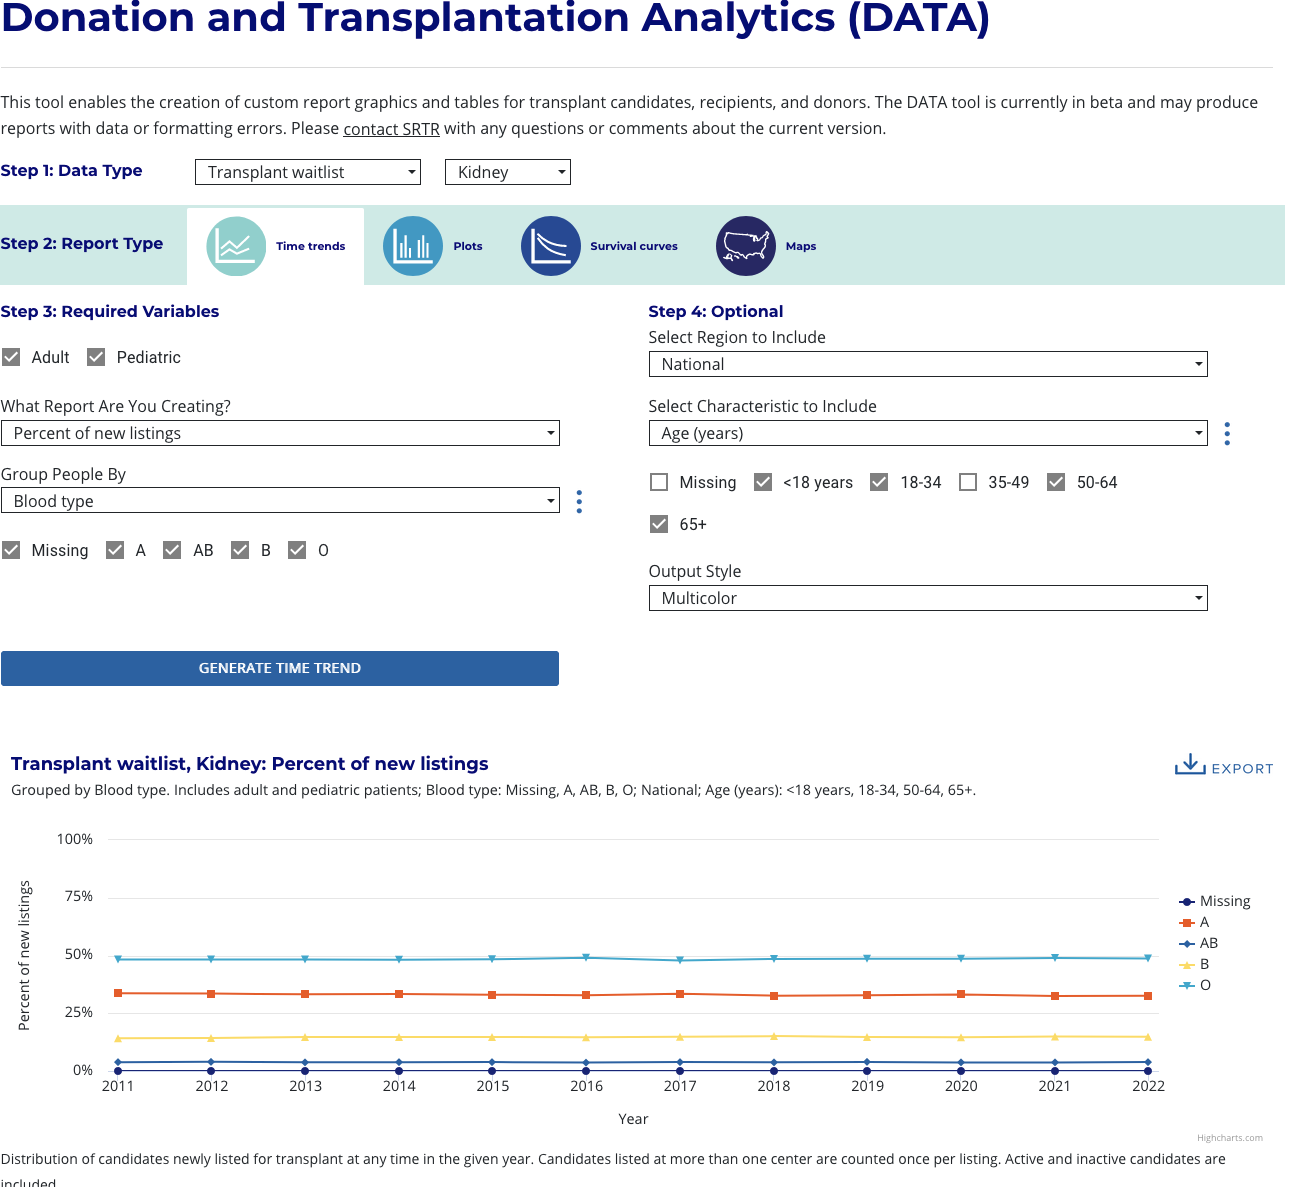 Donation and Transplantation Analytics (DATA)
This tool enables the creation of custom report graphics and tables for transplant candidates, recipients, and donors. The DATA tool is currently in beta and may produce
reports with data or formatting errors. Please contact SRTR with any questions or comments about the current version.
Step 1: Data Type
Transplant waitlist
Kidney
Step 2: Report Type
Time trends
Plots
Survival curves
Maps
Step 3: Required Variables
Adult
Pediatric
What Report Are You Creating?
Percent of new listings
Group People By
Blood type
Missing
A
AB
B
O
Step 4: Optional
Select Region to Include
National
Select Characteristic to Include
Age (years)
Missing
<18 years
18-34
35-49
50-64
65+
Output Style
Multicolor
GENERATE TIME TREND
Transplant waitlist, Kidney: Percent of new listings
EXPORT
Grouped by Blood type. Includes adult and pediatric patients; Blood type: Missing, A, AB, B, O; National; Age (years): <18 years, 18-34, 50-64, 65+.
Percent of new listings
100%
75%
50%
25%
0%
2011
2012
2013
2014
2015
2016
2017
2018
2019
2020
2021
2022
Year
Missing
A
AB
B
O
Highcharts.com
Distribution of candidates newly listed for transplant at any time in the given year. Candidates listed at more than one center are counted once per listing. Active and inactive candidates are
included